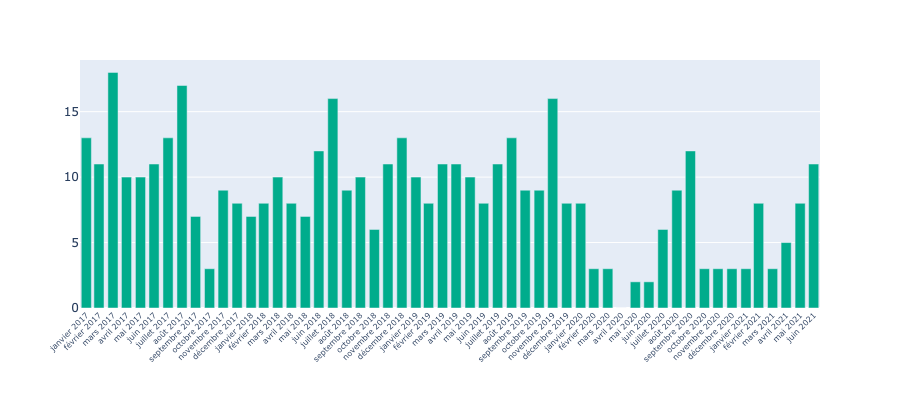 15
10
5
0
janvier 2017
février 2017
mars 2017
avril 2017
mai 2017
juin 2017
juillet 2017
août 2017
septembre 2017
octobre 2017
novembre 2017
décembre 2017
janvier 2018
février 2018
mars 2018
avril 2018
mai 2018
juin 2018
juillet 2018
août 2018
septembre 2018
octobre 2018
novembre 2018
décembre 2018
janvier 2019
février 2019
mars 2019
avril 2019
mai 2019
juin 2019
juillet 2019
août 2019
septembre 2019
octobre 2019
novembre 2019
décembre 2019
janvier 2020
février 2020
mars 2020
avril 2020
mai 2020
juin 2020
juillet 2020
août 2020
septembre 2020
octobre 2020
novembre 2020
décembre 2020
janvier 2021
février 2021
mars 2021
avril 2021
mai 2021
juin 2021